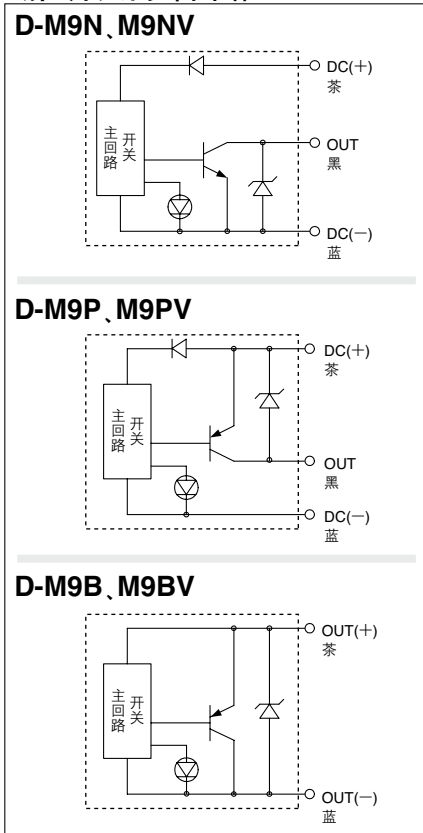 D-M9N、M9NV
DC(＋)
茶
开关
主回路
OUT
黑
DC(－)
蓝
D-M9P、M9PV
DC(＋)
茶
开关
主回路
OUT
黑
DC(－)
蓝
D-M9B、M9BV
OUT(＋)
茶
开关
主回路
OUT(－)
蓝